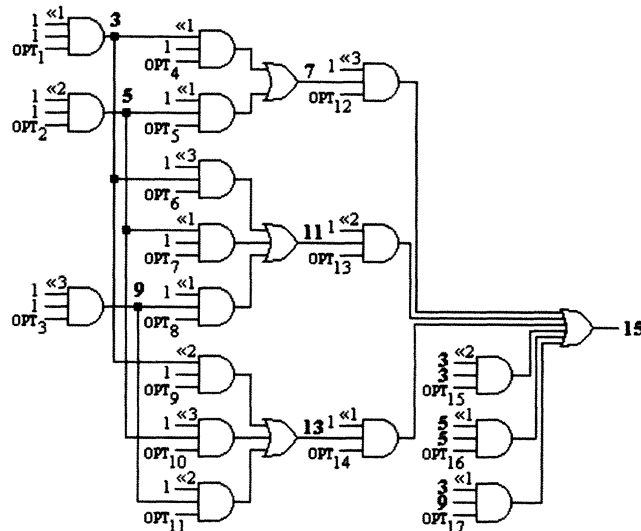 1 «1 3 «1
1 1 7 1 «3
OPT1 OPT4
1 «2 5 1 «1 OPT12
1
OPT2 OPT5
1 «3
OPT6
1 «1 11 1 «2
1
OPT7 OPT13
1 «3 9 1 «1
1
OPT3 OPT8 15
1 «2 3 «2
1 3
OPT9 OPT15
1 «3 13 1 «1 5 «1
5
OPT10 OPT14 OPT16
1 «2 3 «1
9
OPT11 OPT17